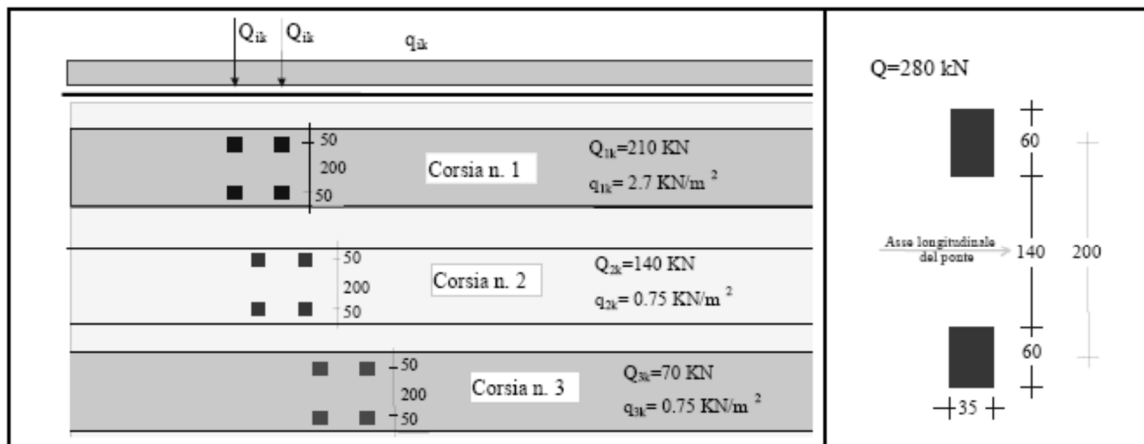 Qik Qik qik
50
200
50
Corsia n. 1
Q1k=210 KN
q1k= 2.7 KN/m 2
50
200
50
Corsia n. 2
Q2k=140 KN
q2k= 0.75 KN/m 2
50
200
50
Corsia n. 3
Q3k=70 KN
q3k= 0.75 KN/m 2
Q=280 kN
60
Asse longitudinale
del ponte
140 200
60
35